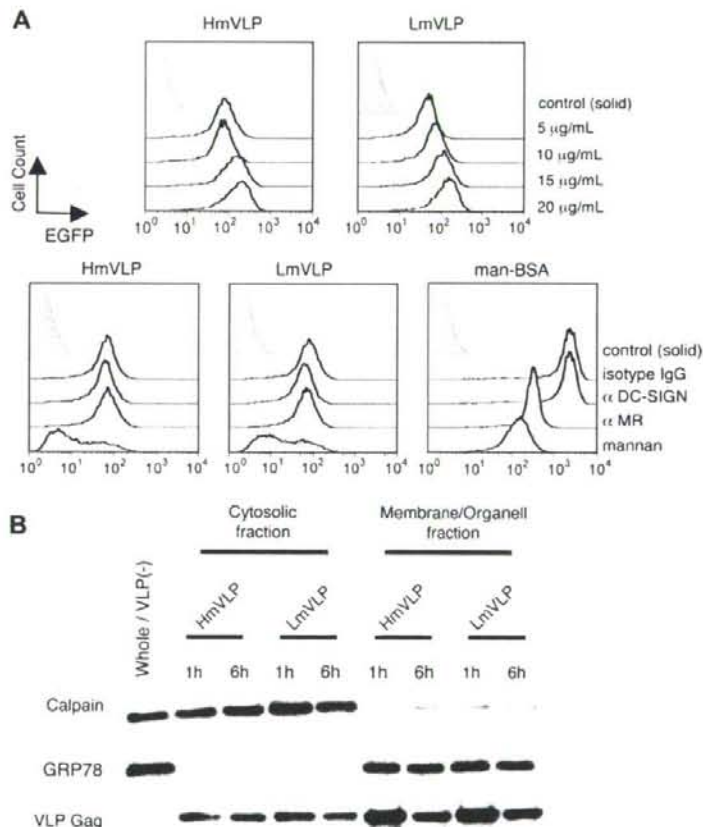 A
HmVLP
LmVLP
control (solid)
5 μg/mL
10 μg/mL
15 μg/mL
20 μg/mL
Cell Count
EGFP
10⁰ 10¹ 10² 10³ 10⁴
10⁰ 10¹ 10² 10³ 10⁴
HmVLP
LmVLP
man-BSA
control (solid)
isotype IgG
α DC-SIGN
α MR
mannan
10⁰ 10¹ 10² 10³ 10⁴
10⁰ 10¹ 10² 10³ 10⁴
10⁰ 10¹ 10² 10³ 10⁴
B
Cytosolic fraction
Membrane/Organell fraction
Whole / VLP(-)
HmVLP
LmVLP
HmVLP
LmVLP
1h 6h 1h 6h 1h 6h 1h 6h
Calpain
GRP78
VLP Gag